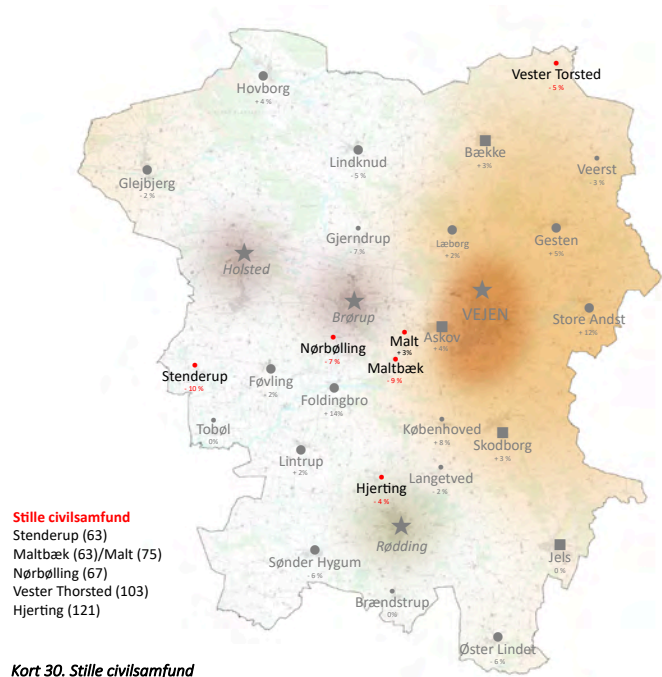 Vester Torsted
- 5 %
Hovborg
+ 4 %
Bække
+3%
Lindknud
- 5 %
Veerst
- 3 %
Glejbjerg
- 2 %
Gjerndrup
- 7 %
Læborg
+ 2%
Gesten
+ 5%
Holsted
VEJEN
Brørup
Store Andst
+ 12%
Askov
+ 4%
Malt
+ 3%
Nørbølling
- 7 %
Maltbæk
- 9 %
Stenderup
- 10 %
Føvling
+ 2%
Foldingbro
+ 14%
Tobøl
0%
Københoved
+ 8 %
Skodborg
+ 3 %
Lintrup
+ 2%
Langetved
- 2 %
Hjerting
- 4 %
Stille civilsamfund
Stenderup (63)
Maltbæk (63)/Malt (75)
Nørbølling (67)
Vester Thorsted (103)
Hjerting (121)
Rødding
Sønder Hygum
- 6 %
Jels
0 %
Brændstrup
0%
Øster Lindet
- 6 %
Kort 30. Stille civilsamfund